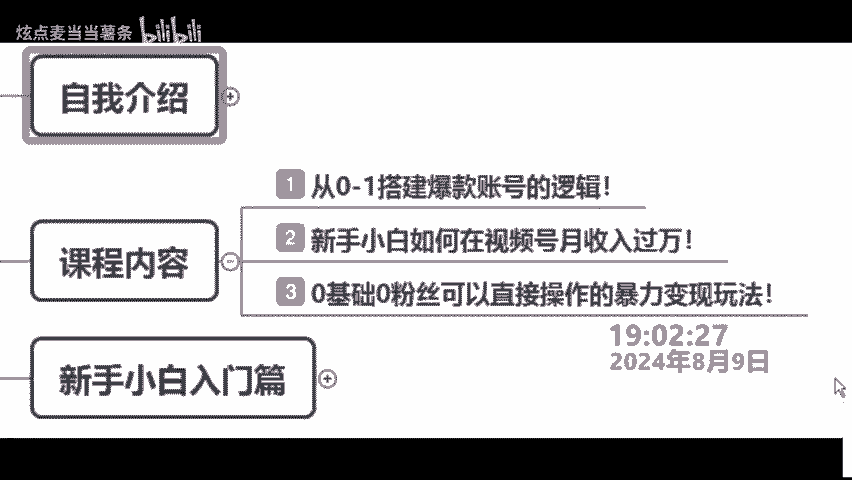 炫点麦当当薯条 bilibili
自我介绍
1 从0-1搭建爆款账号的逻辑!
课程内容
2 新手小白如何在视频号月收入过万!
3 0基础0粉丝可以直接操作的暴力变现玩法!
19:02:27
2024年8月9日
新手小白入门篇